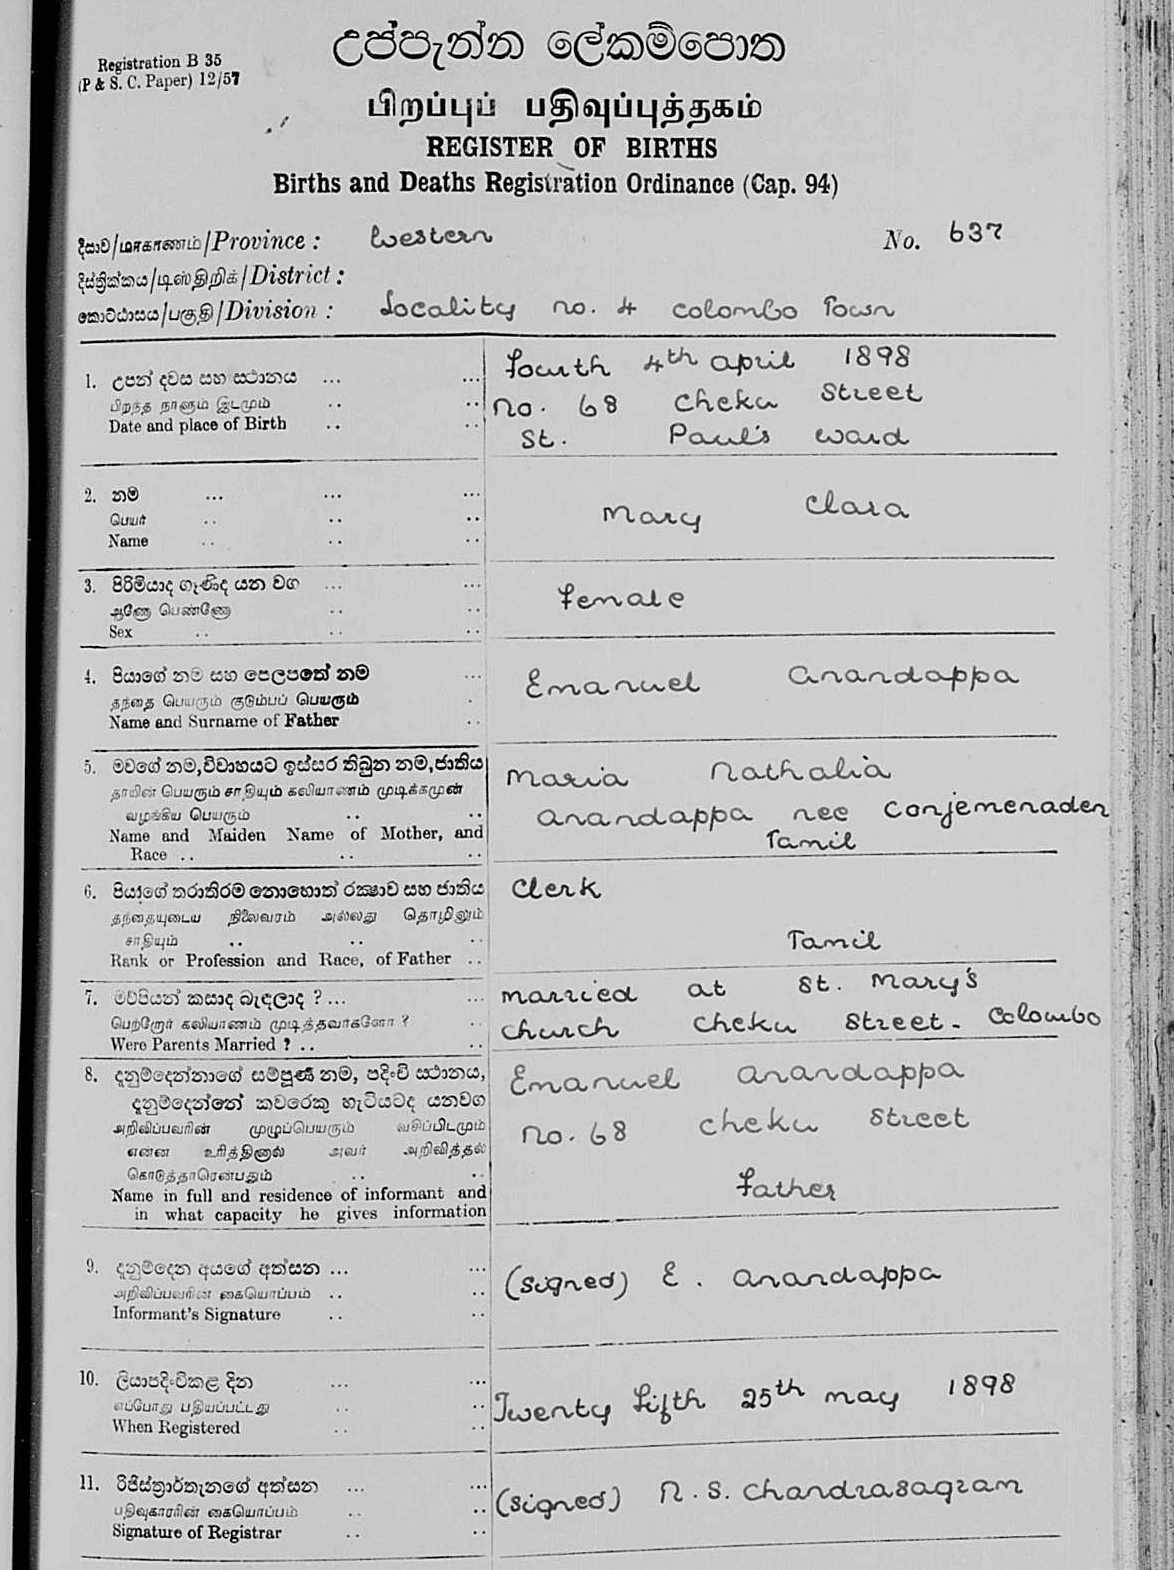 Registration B 35
(P & S. C. Paper) 12/57
උප්පැන්න ලේකම්පොත
பிறப்புப் பதிவுப்புத்தகம்
REGISTER OF BIRTHS
Births and Deaths Registration Ordinance (Cap. 94)
දිසාව/மாகாணம்/Province : Western No. 637
දිස්ත්‍රික්කය/டிஸ்திறிக்/District :
කොට්ඨාසය/பகுதி/Division : Locality no. 4 Colombo Town
1. උපන් දවස සහ ස්ථානය ... ...
பிறந்த நாளும் இடமும் .. ..
Date and place of Birth .. ..
Fourth 4th april 1898
no. 68 Cheku Street
St. Paul's Ward
2. නම ... ... ...
பெயர் .. .. ..
Name .. .. ..
Mary Clara
3. පිරිමියාද ගෑණිද යන වග ... ...
ஆணோ பெண்ணோ .. ..
Sex .. .. ..
Female
4. පියාගේ නම සහ පෙලපතේ නම ...
தந்தை பெயரும் குடும்பப் பெயரும் .
Name and Surname of Father ..
Emanuel Anandappa
5. මවගේ නම, විවාහයට ඉස්සර තිබුන නම, ජාතිය
தாயின் பெயரும் சாதியும் கலியாணம் முடிக்கமுன்
வழங்கிய பெயரும் .. ..
Name and Maiden Name of Mother, and
Race .. .. ..
Maria Nathalia
Anandappa nee Conjemenaden
Tamil
6. පියාගේ තරාතිරම නොහොත් රක්ෂාව සහ ජාතිය
தந்தையுடைய நிலைவரம் அல்லது தொழிலும்
சாதியும் .. .. ..
Rank or Profession and Race, of Father ..
Clerk
Tamil
7. මව්පියන් කසාද බැඳලාද ? ... ...
பெற்றோர் கலியாணம் முடித்தவர்களோ ? ..
Were Parents Married ? .. ..
Married at St. Mary's
church Cheku Street - Colombo
8. දැනුම්දෙන්නාගේ සම්පූර්ණ නම, පදිංචි ස්ථානය,
දැනුම්දෙන්නේ කවරෙකු හැටියටද යනවග
அறிவிப்பவரின் முழுப்பெயரும் வசிப்பிடமும்
என்ன உரித்தினால் அவர் அறிவித்தல்
கொடுத்தாரென்பதும் .. ..
Name in full and residence of informant and
in what capacity he gives information
Emanuel Anandappa
no. 68 Cheku Street
Father
9. දැනුම්දෙන අයගේ අත්සන ... ...
அறிவிப்பவரின் கையொப்பம் .. ..
Informant's Signature .. ..
(signed) E. Anandappa
10. ලියාපදිංචිකළ දින ... ...
எப்போது பதியப்பட்டது .. ..
When Registered .. ..
Twenty Fifth 25th may 1898
11. රිජිස්ත්‍රාර්තැනගේ අත්සන ... ...
பதிவுகாரரின் கையொப்பம் .. ..
Signature of Registrar .. ..
(signed) R. S. Chandrasagran